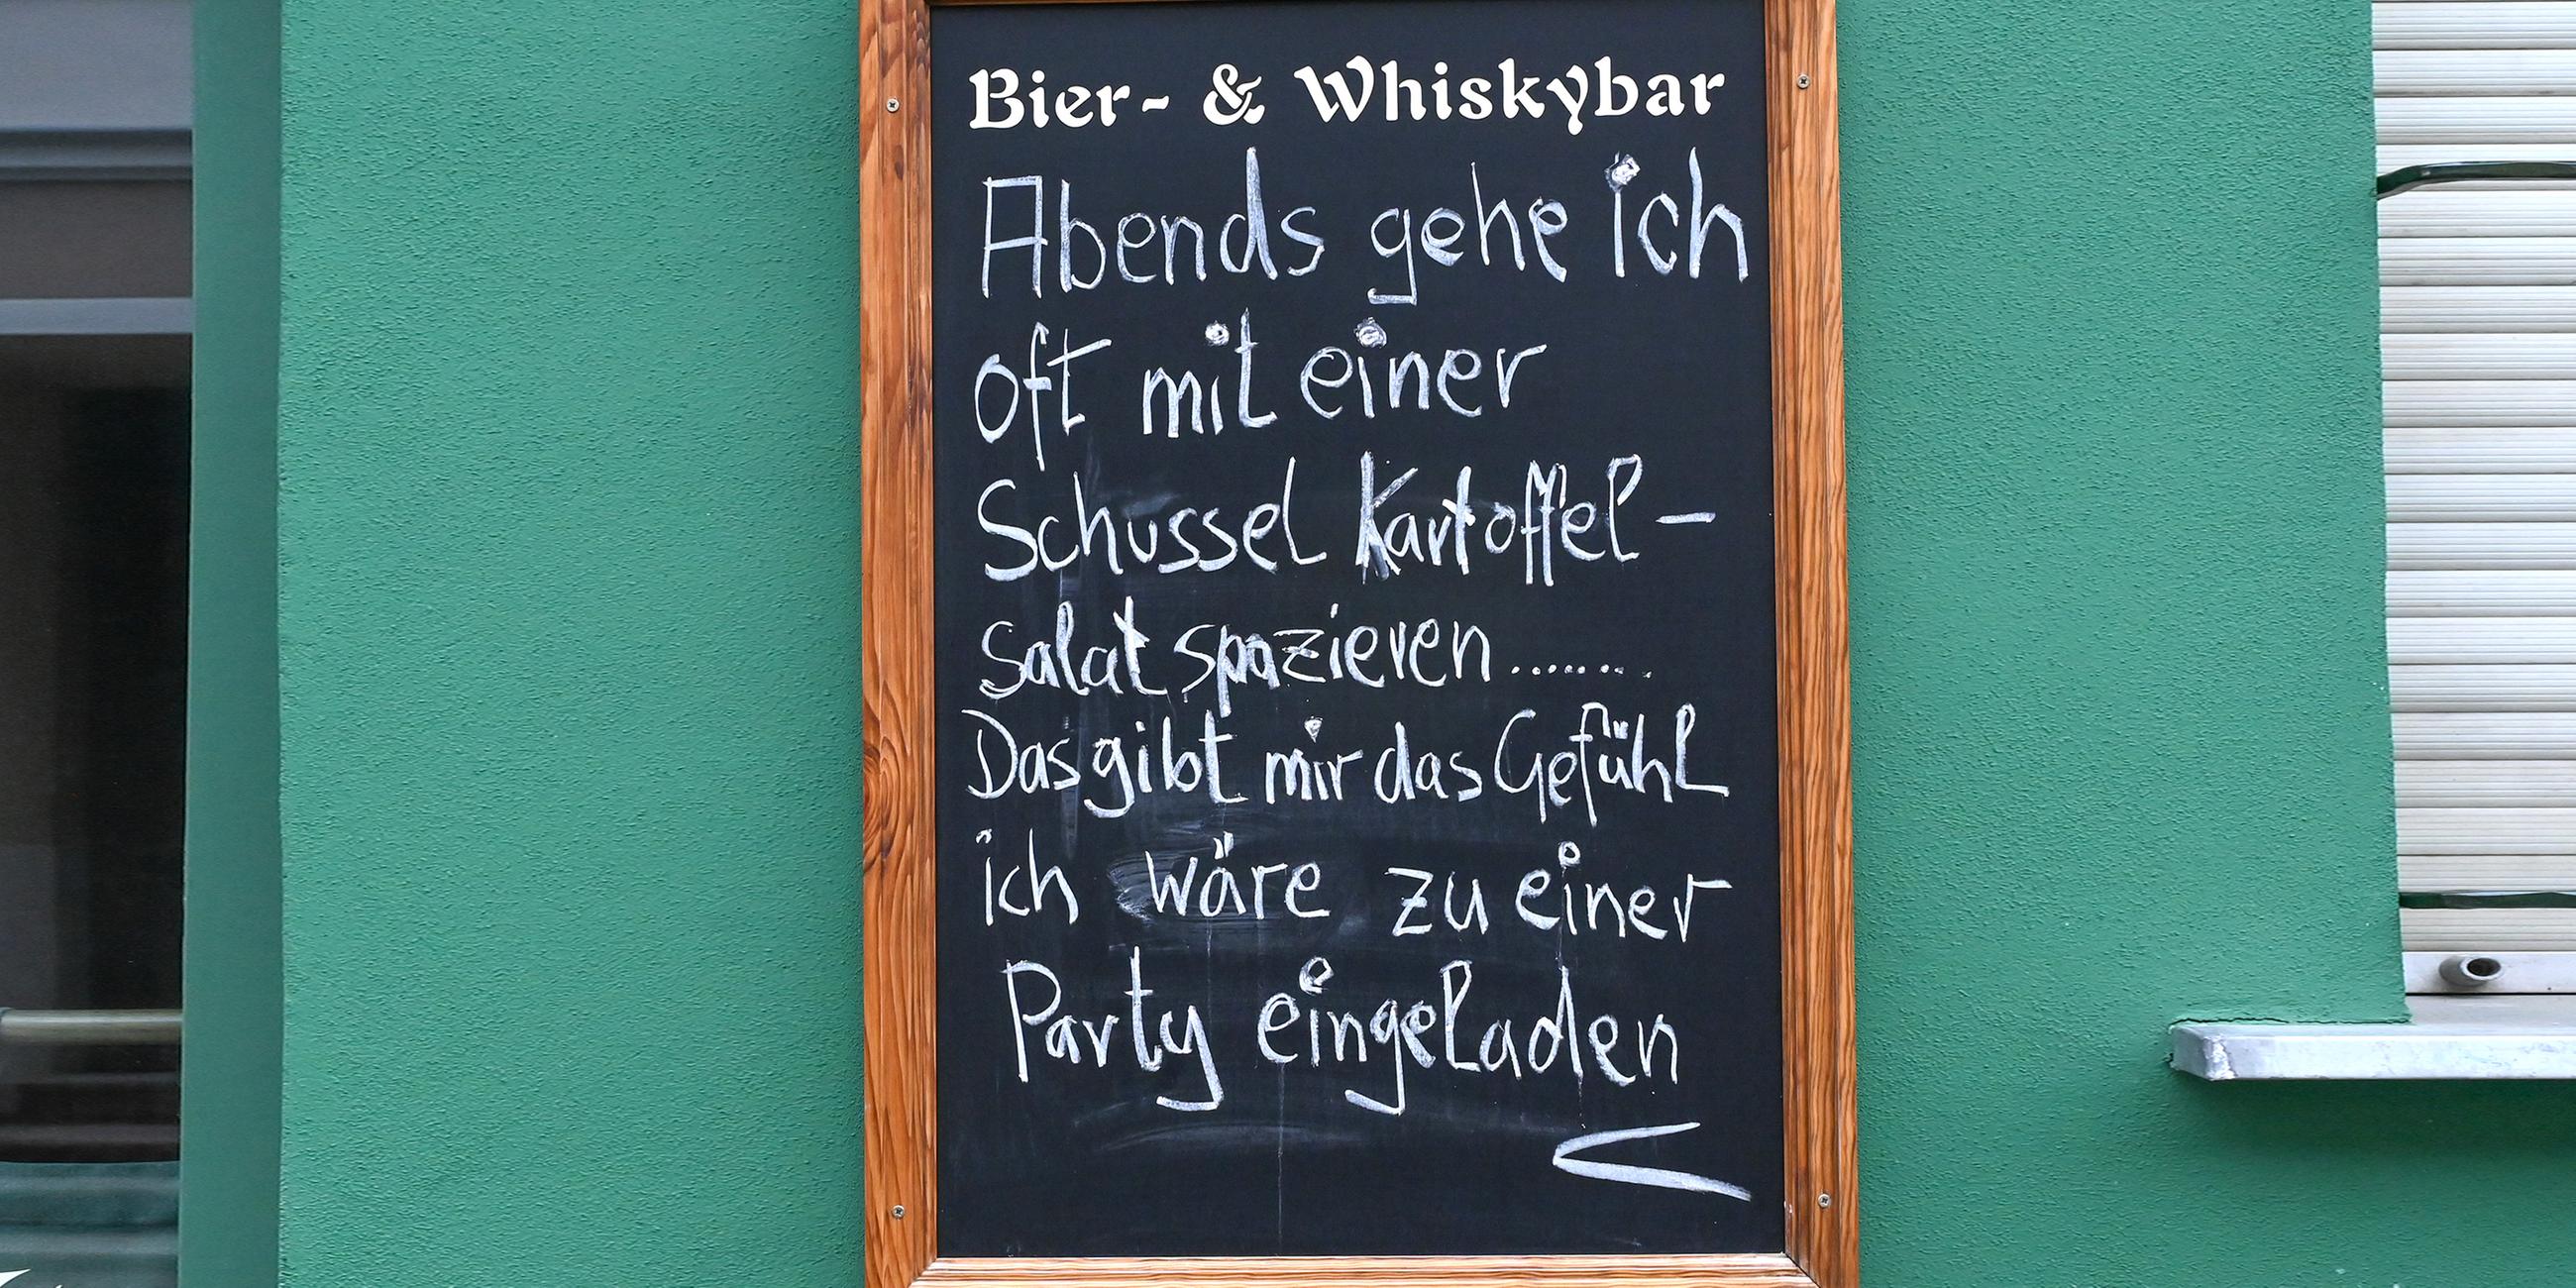 Bier- & Whiskybar
Abends gehe ich
oft mit einer
Schussel Kartoffel-
salat spazieren........
Das gibt mir das Gefühl
ich wäre zu einer
Party eingeladen